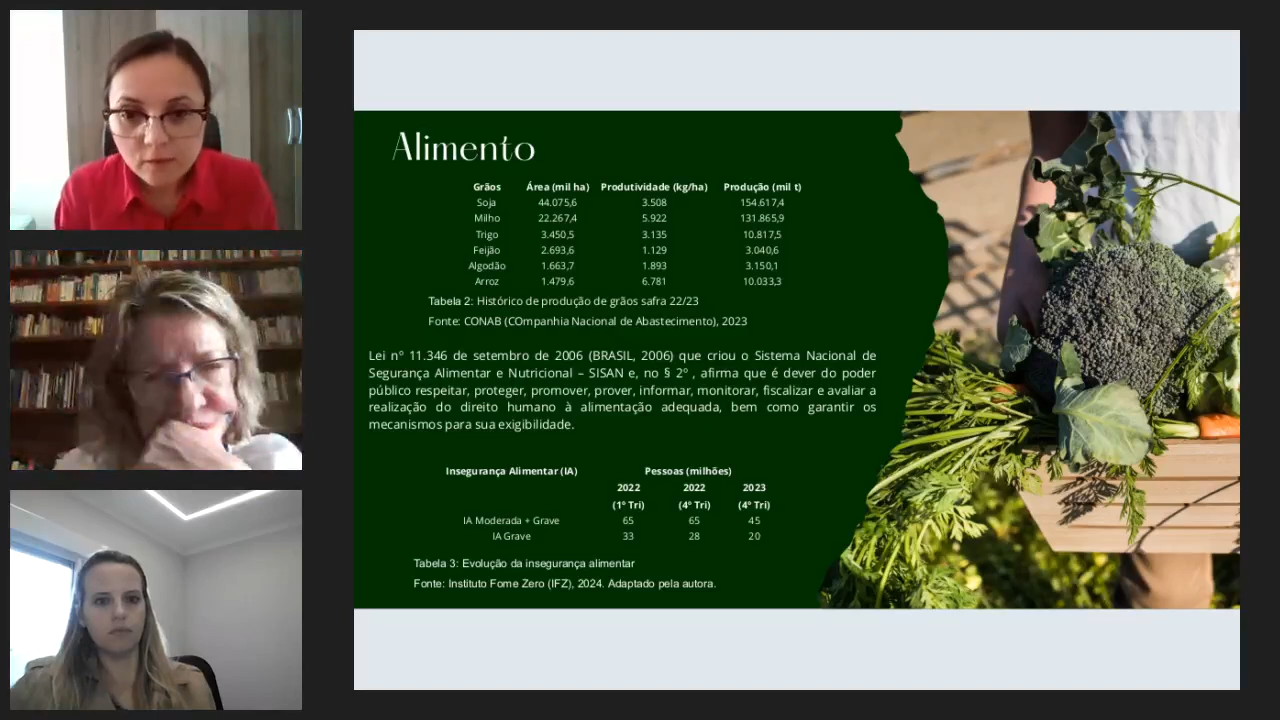 Alimento
Grãos Área (mil ha) Produtividade (kg/ha) Produção (mil t)
Soja 44.075,6 3.508 154.617,4
Milho 22.267,4 5.922 131.865,9
Trigo 3.450,5 3.135 10.817,5
Feijão 2.693,6 1.129 3.040,6
Algodão 1.663,7 1.893 3.150,1
Arroz 1.479,6 6.781 10.033,3
Tabela 2: Histórico de produção de grãos safra 22/23
Fonte: CONAB (COmpanhia Nacional de Abastecimento), 2023
Lei nº 11.346 de setembro de 2006 (BRASIL, 2006) que criou o Sistema Nacional de
Segurança Alimentar e Nutricional – SISAN e, no § 2º , afirma que é dever do poder
público respeitar, proteger, promover, prover, informar, monitorar, fiscalizar e avaliar a
realização do direito humano à alimentação adequada, bem como garantir os
mecanismos para sua exigibilidade.
Insegurança Alimentar (IA) Pessoas (milhões)
2022 2022 2023
(1º Tri) (4º Tri) (4º Tri)
IA Moderada + Grave 65 65 45
IA Grave 33 28 20
Tabela 3: Evolução da insegurança alimentar
Fonte: Instituto Fome Zero (IFZ), 2024. Adaptado pela autora.